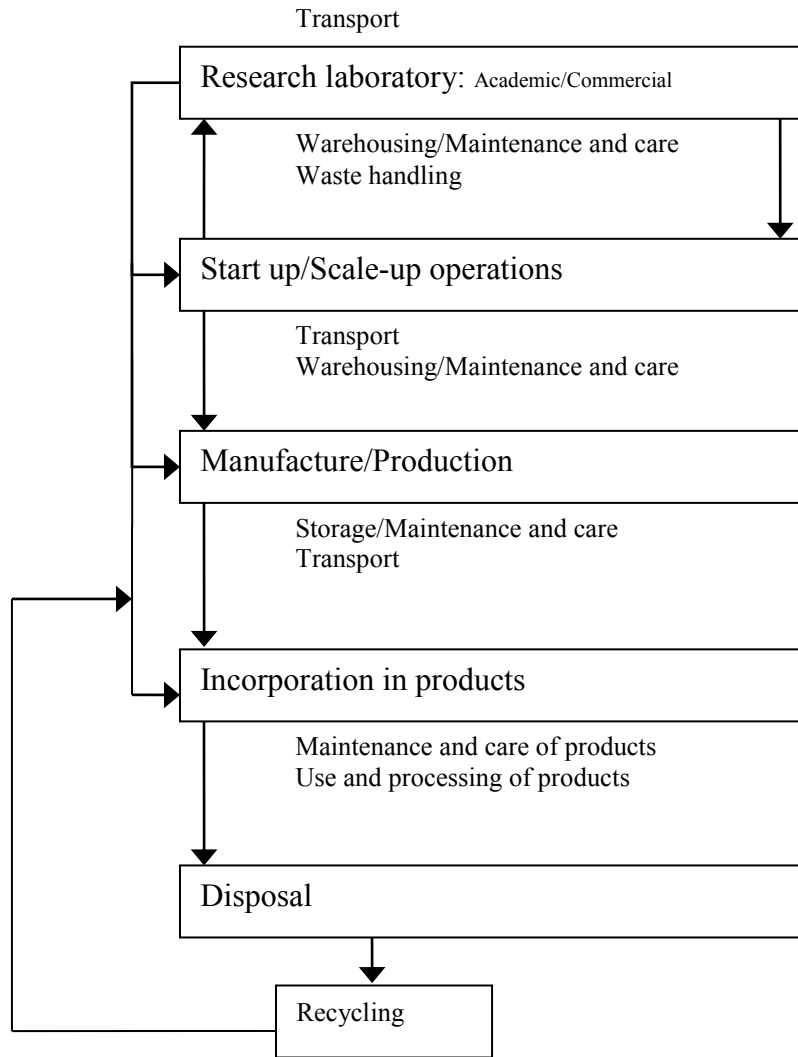 Transport
Research laboratory: Academic/Commercial
Warehousing/Maintenance and care
Waste handling
Start up/Scale-up operations
Transport
Warehousing/Maintenance and care
Manufacture/Production
Storage/Maintenance and care
Transport
Incorporation in products
Maintenance and care of products
Use and processing of products
Disposal
Recycling